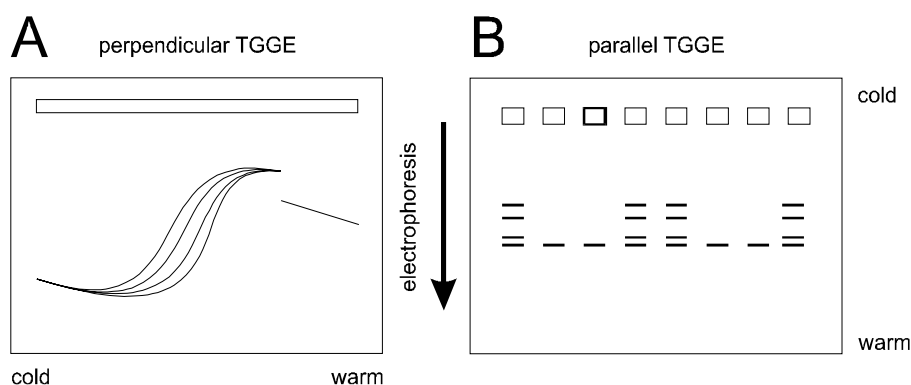 A
perpendicular TGGE
cold
warm
electrophoresis
B
parallel TGGE
cold
warm